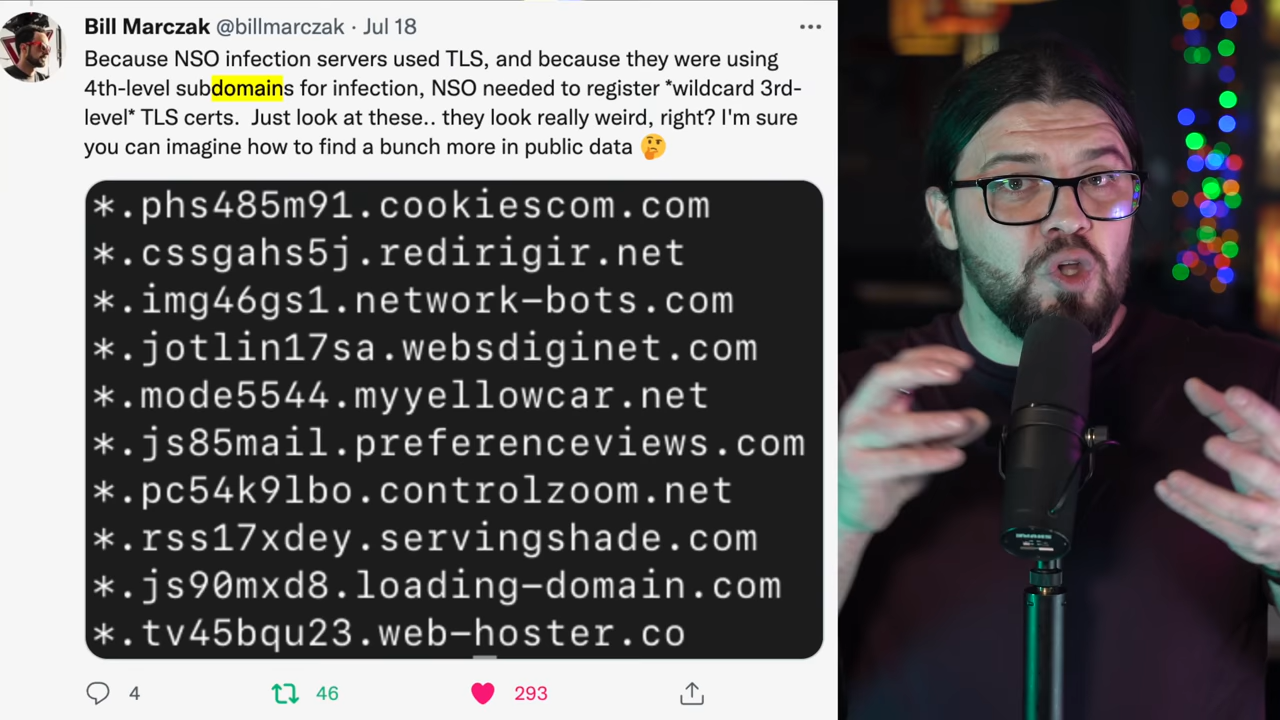 Bill Marczak @billmarczak · Jul 18
Because NSO infection servers used TLS, and because they were using
4th-level subdomains for infection, NSO needed to register *wildcard 3rd-
level* TLS certs.  Just look at these.. they look really weird, right? I'm sure
you can imagine how to find a bunch more in public data 🤔
*.phs485m91.cookiescom.com
*.cssgahs5j.redirigir.net
*.img46gs1.network-bots.com
*.jotlin17sa.websdiginet.com
*.mode5544.myyellowcar.net
*.js85mail.preferenceviews.com
*.pc54k9lbo.controlzoom.net
*.rss17xdey.servingshade.com
*.js90mxd8.loading-domain.com
*.tv45bqu23.web-hoster.co
4 46 293